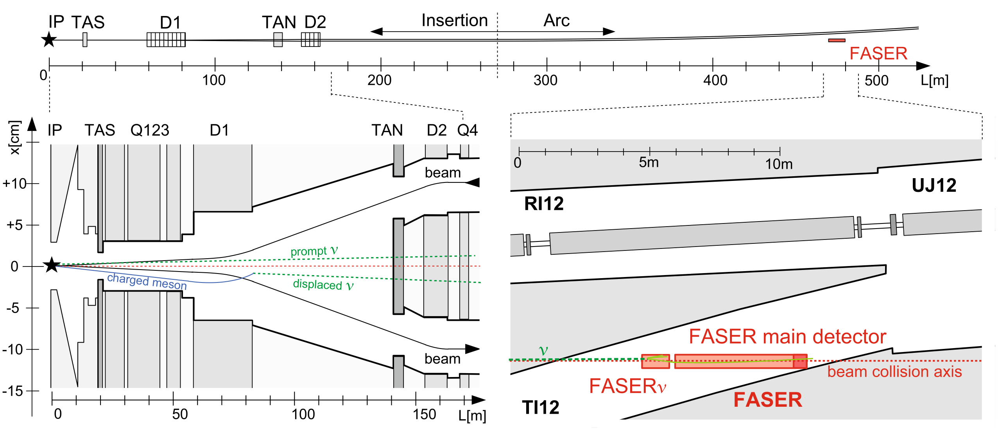 IP TAS D1 TAN D2 Insertion Arc
FASER
0 100 200 300 400 500 L[m]
x[cm]
IP TAS Q123 D1 TAN D2 Q4
+10
+5
0
-5
-10
-15
beam
prompt ν
charged meson
displaced ν
beam
0 50 100 150 L[m]
0 5m 10m
UJ12
RI12
FASER main detector
ν
beam collision axis
FASERν
FASER
TI12